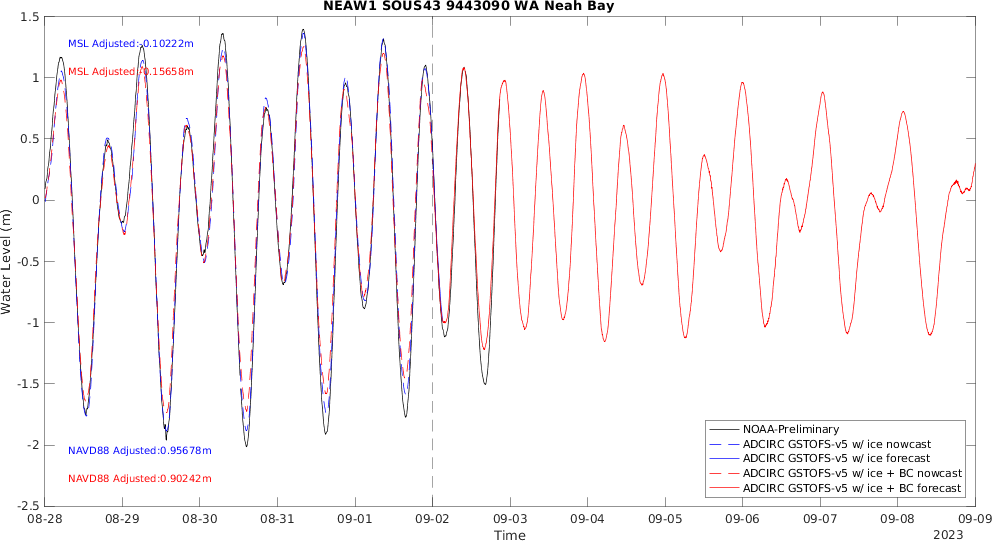 NEAW1 SOUS43 9443090 WA Neah Bay
MSL Adjusted:-0.10222m
MSL Adjusted:-0.15658m
NAVD88 Adjusted:0.95678m
NAVD88 Adjusted:0.90242m
Water Level (m)
1.5
1
0.5
0
-0.5
-1
-1.5
-2
-2.5
NOAA-Preliminary
ADCIRC GSTOFS-v5 w/ ice nowcast
ADCIRC GSTOFS-v5 w/ ice forecast
ADCIRC GSTOFS-v5 w/ ice + BC nowcast
ADCIRC GSTOFS-v5 w/ ice + BC forecast
08-28 08-29 08-30 08-31 09-01 09-02 09-03 09-04 09-05 09-06 09-07 09-08 09-09
Time
2023